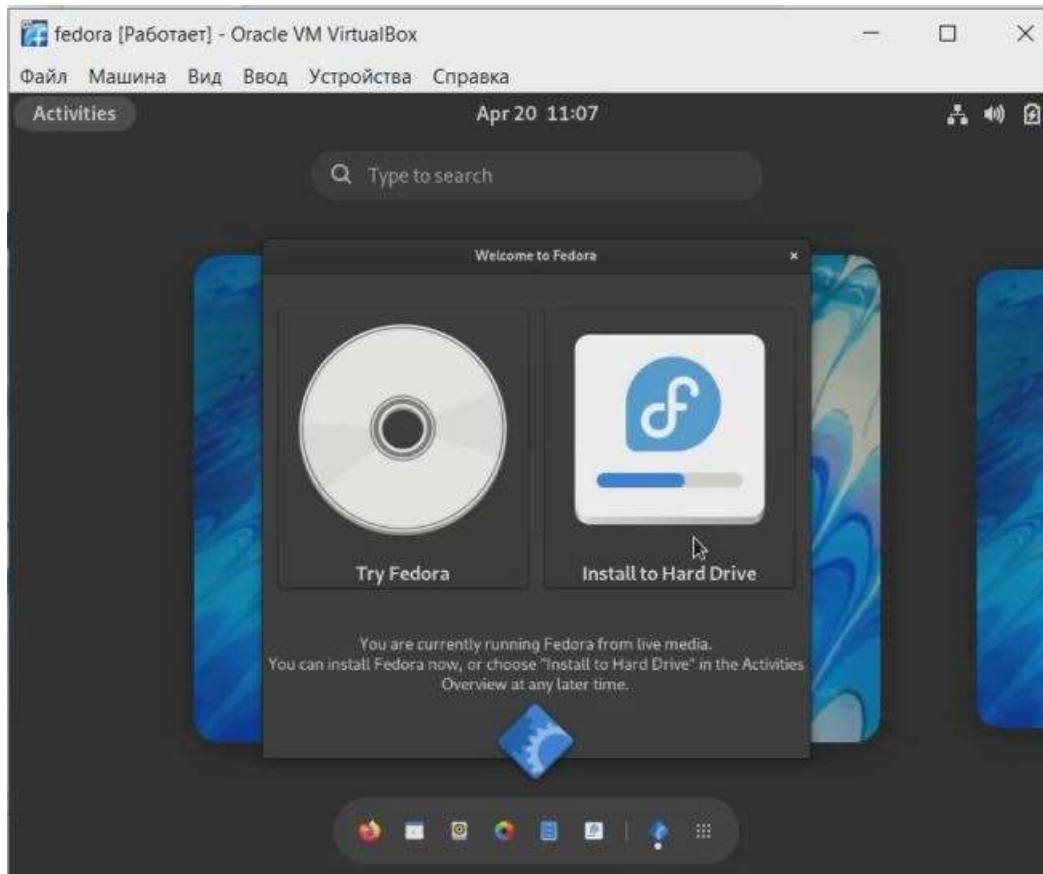 fedora [Работает] - Oracle VM VirtualBox
Файл Машина Вид Ввод Устройства Справка
Activities
Apr 20 11:07
Type to search
Welcome to Fedora
Try Fedora
Install to Hard Drive
You are currently running Fedora from live media.
You can install Fedora now, or choose "Install to Hard Drive" in the Activities
Overview at any later time.